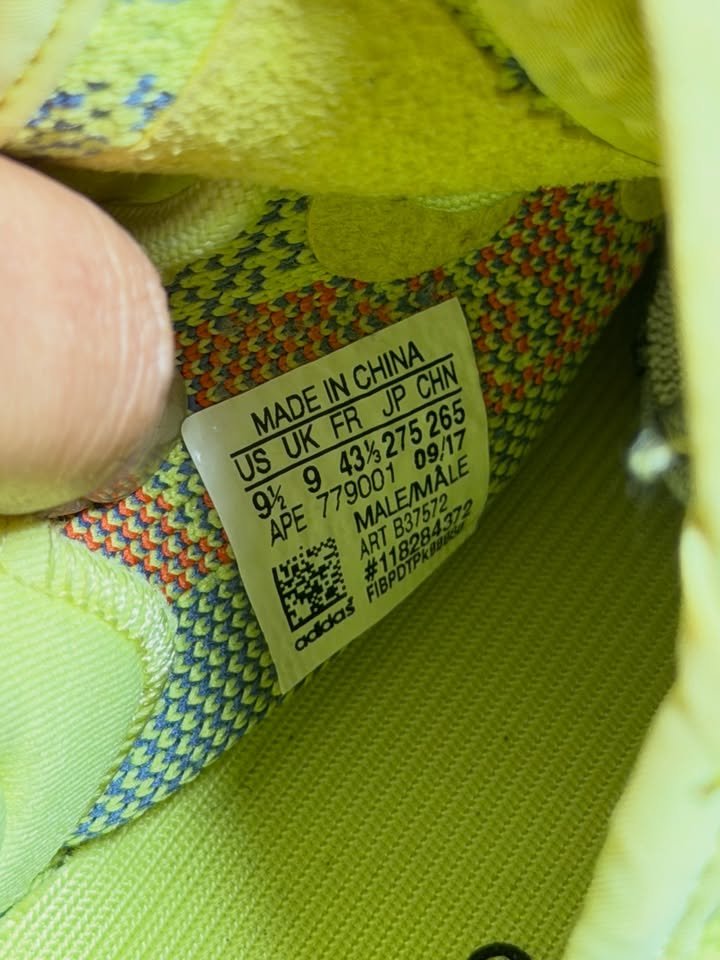 MADE IN CHINA
US UK FR JP CHN
9½ 9 43⅓ 275 265
APE 779001 09/17
MALE/MÂLE
ART B37572
#118284372
adidas